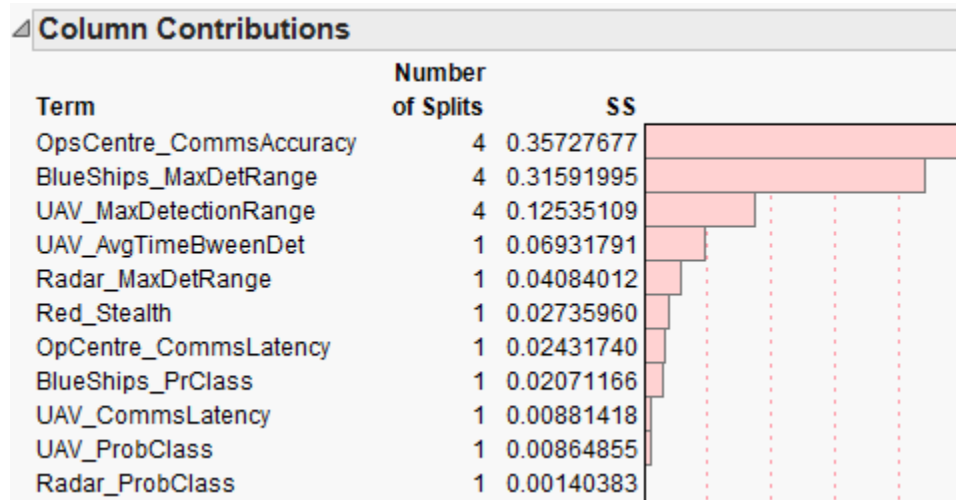 Column Contributions
Number
Term of Splits SS
OpsCentre_CommsAccuracy 4 0.35727677
BlueShips_MaxDetRange 4 0.31591995
UAV_MaxDetectionRange 4 0.12535109
UAV_AvgTimeBweenDet 1 0.06931791
Radar_MaxDetRange 1 0.04084012
Red_Stealth 1 0.02735960
OpCentre_CommsLatency 1 0.02431740
BlueShips_PrClass 1 0.02071166
UAV_CommsLatency 1 0.00881418
UAV_ProbClass 1 0.00864855
Radar_ProbClass 1 0.00140383